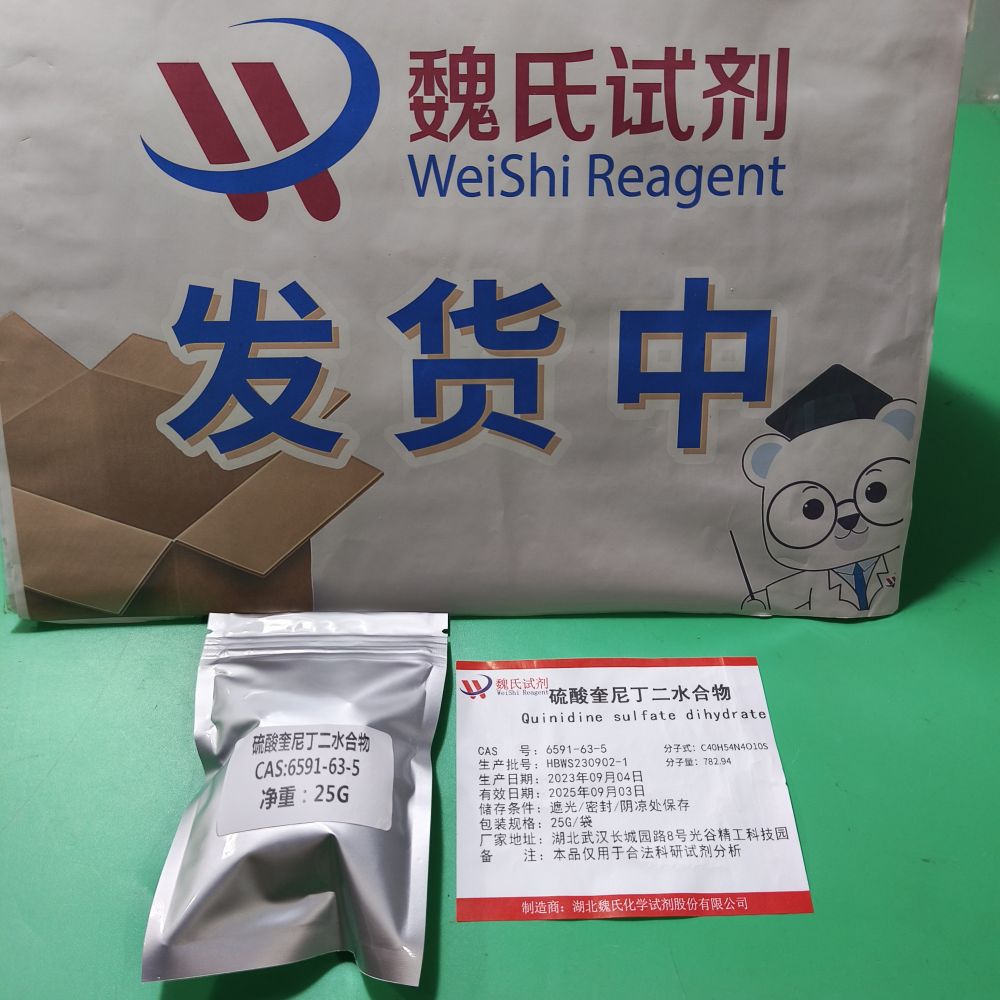 魏氏试剂
WeiShi Reagent
发货中
硫酸奎尼丁二水合物
CAS:6591-63-5
净重：25G
魏氏试剂
WeiShi Reagent
硫酸奎尼丁二水合物
Quinidine sulfate dihydrate
CAS 号：6591-63-5 分子式：C40H54N4O10S
生产批号：HBWS230902-1 分子量：782.94
生产日期：2023年09月04日
有效日期：2025年09月03日
储存条件：遮光/密封/阴凉处保存
包装规格：25G/袋
厂家地址：湖北武汉长城园路8号光谷精工科技园
备 注：本品仅用于合法科研试剂分析
制造商：湖北魏氏化学试剂股份有限公司